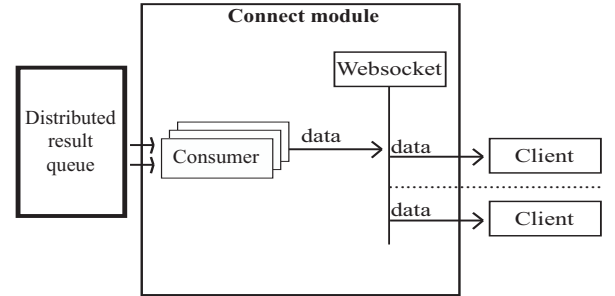 Connect module
Websocket
Distributed
result
queue
Consumer
data
data
Client
data
Client